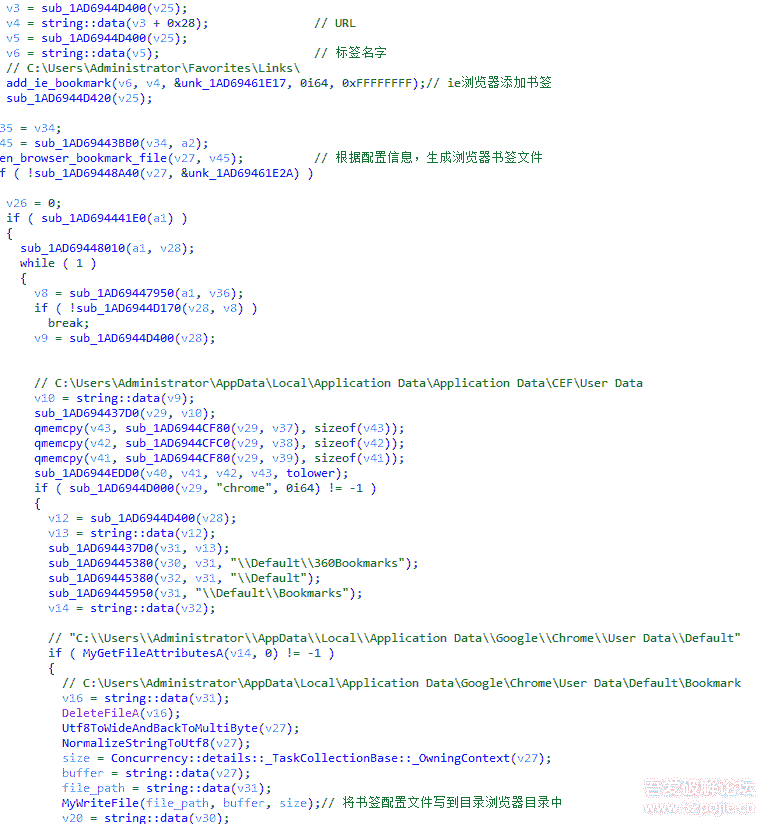 v3 = sub_1AD6944D400(v25);
v4 = string::data(v3 + 0x28); // URL
v5 = sub_1AD6944D400(v25);
v6 = string::data(v5); // 标签名字
// C:\Users\Administrator\Favorites\Links\
add_ie_bookmark(v6, v4, &unk_1AD69461E17, 0i64, 0xFFFFFFFF);// ie浏览器添加书签
sub_1AD6944D420(v25);
35 = v34;
45 = sub_1AD69443BB0(v34, a2);
en_browser_bookmark_file(v27, v45); // 根据配置信息，生成浏览器书签文件
f ( !sub_1AD69448A40(v27, &unk_1AD69461E2A) )
v26 = 0;
if ( sub_1AD694441E0(a1) )
{
sub_1AD69448010(a1, v28);
while ( 1 )
{
v8 = sub_1AD69447950(a1, v36);
if ( !sub_1AD6944D170(v28, v8) )
break;
v9 = sub_1AD6944D400(v28);
// C:\Users\Administrator\AppData\Local\Application Data\Application Data\CEF\User Data
v10 = string::data(v9);
sub_1AD694437D0(v29, v10);
qmemcpy(v43, sub_1AD6944CF80(v29, v37), sizeof(v43));
qmemcpy(v42, sub_1AD6944CFC0(v29, v38), sizeof(v42));
qmemcpy(v41, sub_1AD6944CF80(v29, v39), sizeof(v41));
sub_1AD6944EDD0(v40, v41, v42, v43, tolower);
if ( sub_1AD6944D000(v29, "chrome", 0i64) != -1 )
{
v12 = sub_1AD6944D400(v28);
v13 = string::data(v12);
sub_1AD694437D0(v31, v13);
sub_1AD69445380(v30, v31, "\\Default\\360Bookmarks");
sub_1AD69445380(v32, v31, "\\Default");
sub_1AD69445950(v31, "\\Default\\Bookmarks");
v14 = string::data(v32);
// "C:\\Users\\Administrator\\AppData\\Local\\Application Data\\Google\\Chrome\\User Data\\Default"
if ( MyGetFileAttributesA(v14, 0) != -1 )
{
// C:\Users\Administrator\AppData\Local\Application Data\Google\Chrome\User Data\Default\Bookmark
v16 = string::data(v31);
DeleteFileA(v16);
Utf8ToWideAndBackToMultiByte(v27);
NormalizeStringToUtf8(v27);
size = Concurrency::details::_TaskCollectionBase::_OwningContext(v27);
buffer = string::data(v27);
file_path = string::data(v31);
MyWriteFile(file_path, buffer, size);// 将书签配置文件写到目录浏览器目录中
v20 = string::data(v30);
吾爱破解论坛
www.52pojie.cn